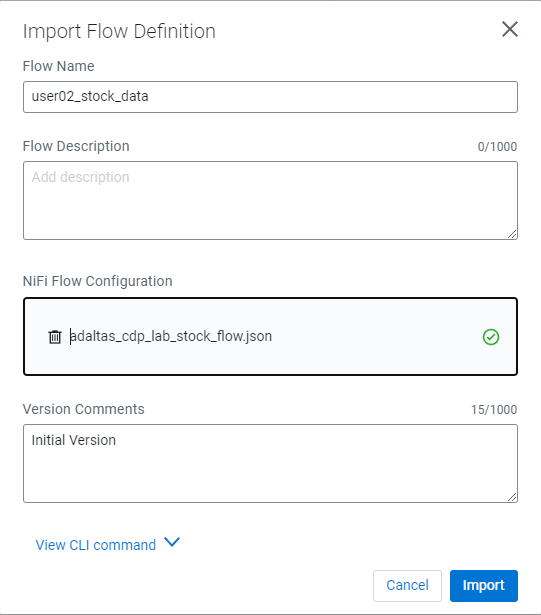 Import Flow Definition
Flow Name
user02_stock_data
Flow Description 0/1000
Add description
NiFi Flow Configuration
adaltas_cdp_lab_stock_flow.json
Version Comments 15/1000
Initial Version
View CLI command
Cancel Import